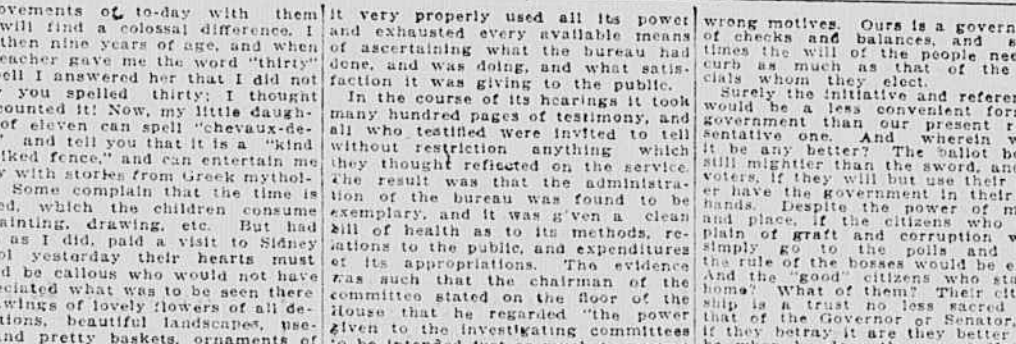 ovements of to-day with them
will find a colossal difference. I
then nine years of age, and when
eacher gave me the word "thirty"
ell I answered her that I did not
you spelled thirty; I thought
counted it! Now, my little daugh-
of eleven can spell "chevaux-de-
and tell you that it is a "kind
iked fence," and can entertain me
y with stories from Greek mythol-
Some complain that the time is
ed, which the children consume
ainting, drawing, etc. But had
as I did, paid a visit to Sidney
ol yesterday their hearts must
d be callous who would not have
eciated what was to be seen there
awings of lovely flowers of all de-
tions, beautiful landscapes, use-
and pretty baskets, ornaments of
it very properly used all its power
and exhausted every available means
of ascertaining what the bureau had
done, and was doing, and what satis-
faction it was giving to the public.
In the course of its hearings it took
many hundred pages of testimony, and
all who testified were invited to tell
without restriction anything which
they thought reflected on the service.
The result was that the administra-
tion of the bureau was found to be
exemplary, and it was g'ven a clean
bill of health as to its methods, re-
lations to the public, and expenditures
of its appropriations. The evidence
was such that the chairman of the
committee stated on the floor of the
House that he regarded "the power
given to the investigating committees
wrong motives. Ours is a governm
of checks and balances, and s
times the will of the people nee
curb as much as that of the
cials whom they elect.
Surely the initiative and referen
would be a less convenient form
government than our present r
sentative one. And wherein w
it be any better? The ballot be
still mightier than the sword, and
voters, if they will but use their
er have the government in their
hands. Despite the power of m
and place, if the citizens who
plain of graft and corruption w
simply go to the polls and
the rule of the bosses would be e
And the "good" citizens who sta
home? What of them? Their cit
ship is a trust no less sacred
that of the Governor or Senator,
if they betray it are they better